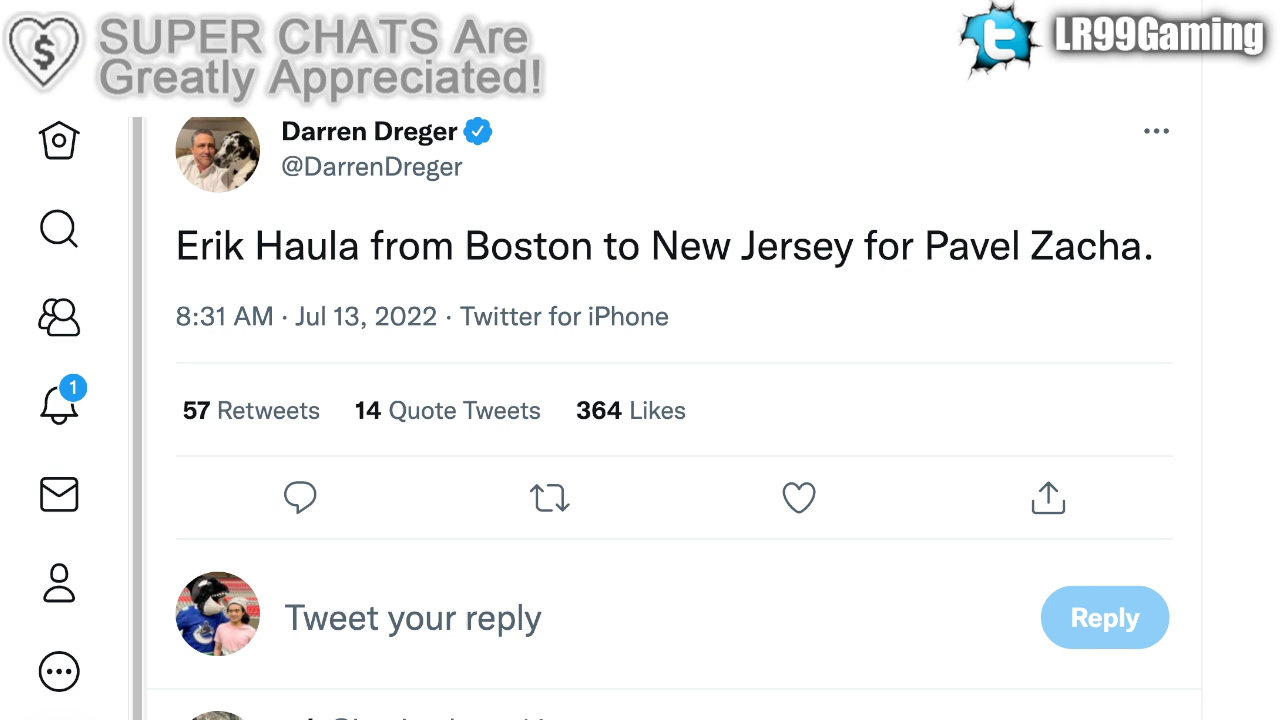 SUPER CHATS Are
Greatly Appreciated!
LR99Gaming
Darren Dreger
@DarrenDreger
Erik Haula from Boston to New Jersey for Pavel Zacha.
8:31 AM · Jul 13, 2022 · Twitter for iPhone
57 Retweets 14 Quote Tweets 364 Likes
1
Tweet your reply
Reply